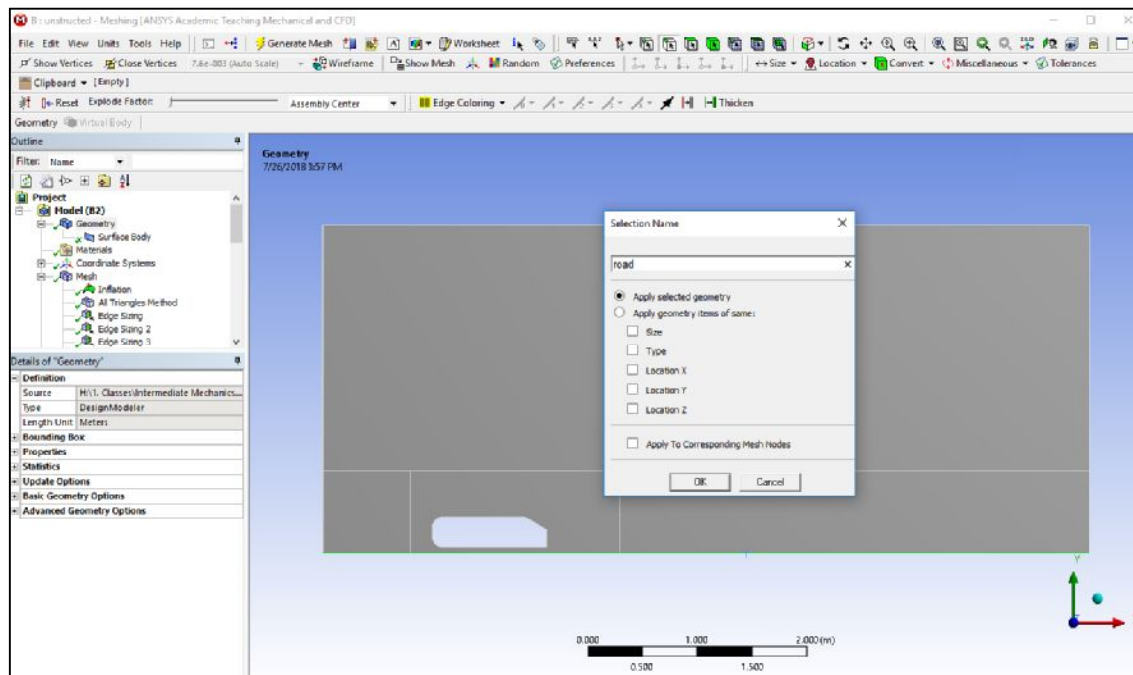 B : unstructed - Meshing [ANSYS Academic Teaching Mechanical and CFD]
File Edit View Units Tools Help Generate Mesh Worksheet
Show Vertices Close Vertices 7.6e-003 (Auto Scale) Wireframe Show Mesh Random Preferences Size Location Convert Miscellaneous Tolerances
Clipboard [Empty]
Reset Explode Factor: Assembly Center Edge Coloring Thicken
Geometry Virtual Body
Outline
Filter: Name
Project
Model (B2)
Geometry
Surface Body
Materials
Coordinate Systems
Mesh
Inflation
All Triangles Method
Edge Sizing
Edge Sizing 2
Edge Sizing 3
Details of "Geometry"
Definition
Source H:\1. Classes\Intermediate Mechanics...
Type DesignModeler
Length Unit Meters
Bounding Box
Properties
Statistics
Update Options
Basic Geometry Options
Advanced Geometry Options
Geometry
7/26/2018 3:57 PM
Selection Name
road
Apply selected geometry
Apply geometry items of same:
Size
Type
Location X
Location Y
Location Z
Apply To Corresponding Mesh Nodes
OK Cancel
Y
0.000 1.000 2.000 (m)
0.500 1.500